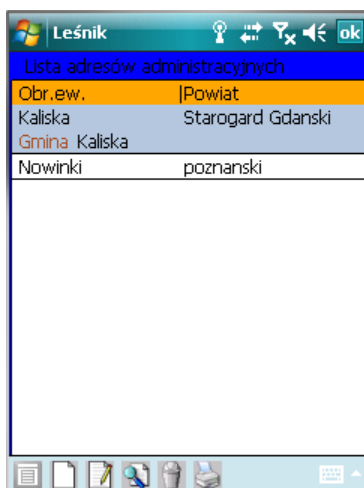 Leśnik ok
Lista adresów administracyjnych
Obr.ew. |Powiat
Kaliska Starogard Gdanski
Gmina Kaliska
Nowinki poznanski